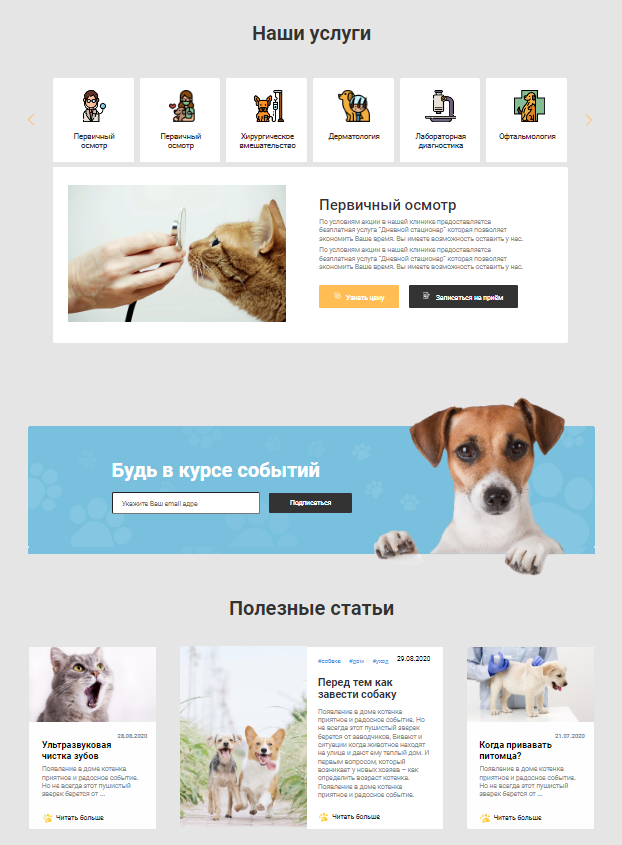 Наши услуги
Первичный
осмотр
Первичный
осмотр
Хирургическое
вмешательство
Дерматология
Лабораторная
диагностика
Офтальмология
Первичный осмотр
По условиям акции в нашей клинике предоставляется
безплатная услуга "Дневной стационар" которая позволяет
экономить Ваше время. Вы имеете возможность оставить у нас.
По условиям акции в нашей клинике предоставляется
безплатная услуга "Дневной стационар" которая позволяет
экономить Ваше время. Вы имеете возможность оставить у нас.
Узнать цену
Записаться на приём
Будь в курсе событий
Укажите Ваш email адре
Подписаться
Полезные статьи
28.08.2020
Ультразвуковая
чистка зубов
Появление в доме котенка
приятное и радосное событие.
Но не всегда этот пушистый
зверек берется от ...
Читать больше
#собака #дом #уход 29.08.2020
Перед тем как
завести собаку
Появление в доме котенка
приятное и радосное событие. Но
не всегда этот пушистый зверек
берется от заводчиков, Бивают и
ситуации когда животное находят
на улице и дают ему теплый дом. И
первым вопросом, который
возникает у новых хозяев – как
определить возраст котенка.
Появление в доме котенка
приятное и радосное событие.
Читать больше
21.07.2020
Когда прививать
питомца?
Появление в доме котенка
приятное и радосное событие.
Но не всегда этот пушистый
зверек берется от ...
Читать больше